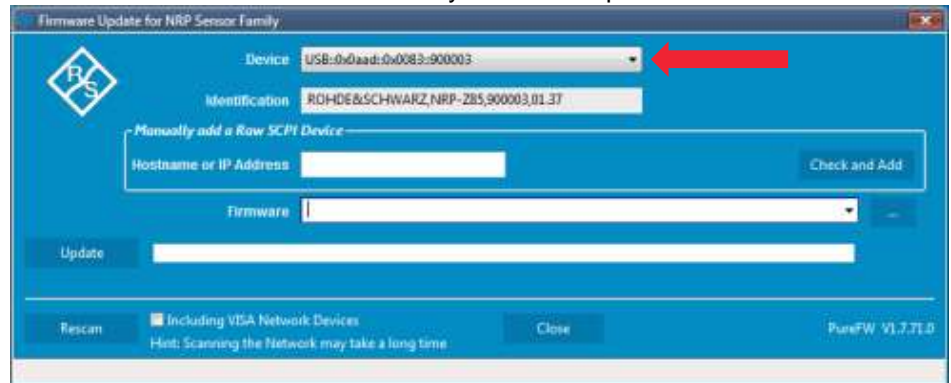 Firmware Update for NRP Sensor Family
R&S
Device USB::0x0aad::0x0083::900003
Identification ROHDE&SCHWARZ,NRP-Z85,900003,01.37
Manually add a Raw SCPI Device
Hostname or IP Address Check and Add
Firmware ...
Update
Rescan Including VISA Network Devices Close PureFW V1.7.71.0
Hint: Scanning the Network may take a long time